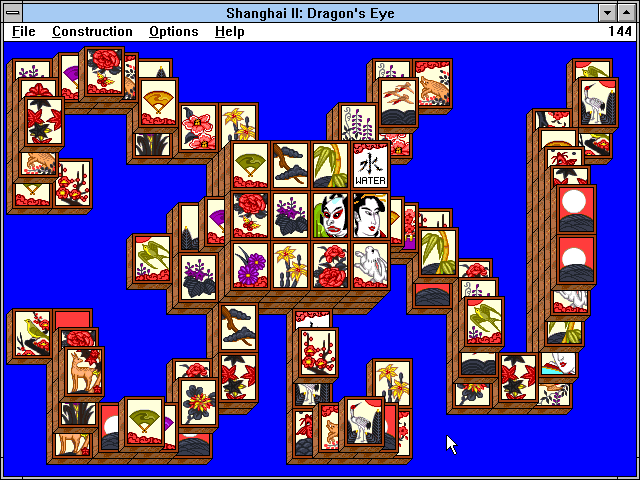 Shanghai II: Dragon's Eye
File Construction Options Help 144
水
WATER